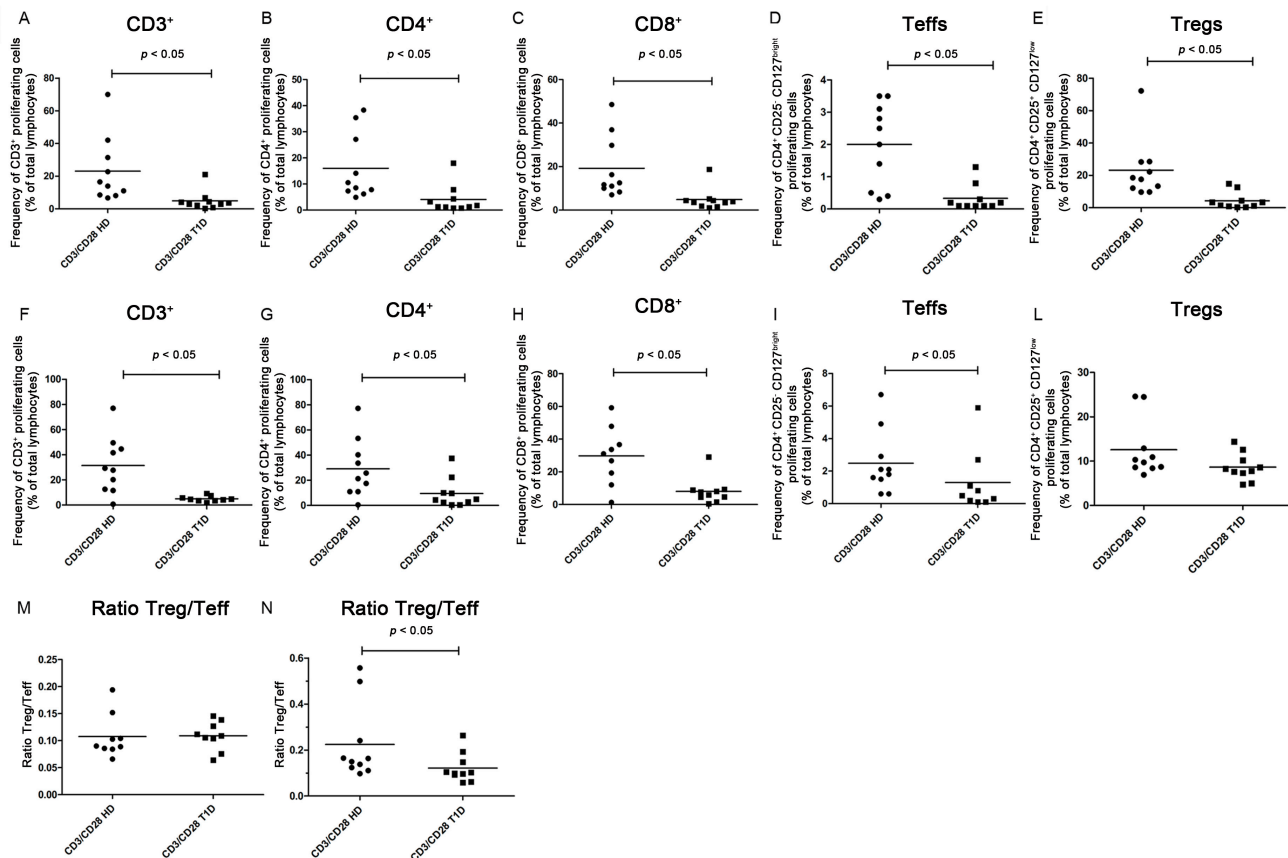 A
CD3⁺
p < 0.05
Frequency of CD3⁺ proliferating cells
(% of total lymphocytes)
80
60
40
20
0
CD3/CD28 HD
CD3/CD28 T1D
B
CD4⁺
p < 0.05
Frequency of CD4⁺ proliferating cells
(% of total lymphocytes)
50
40
30
20
10
0
CD3/CD28 HD
CD3/CD28 T1D
C
CD8⁺
p < 0.05
Frequency of CD8⁺ proliferating cells
(% of total lymphocytes)
60
40
20
0
CD3/CD28 HD
CD3/CD28 T1D
D
Teffs
p < 0.05
Frequency of CD4⁺ CD25⁻ CD127bright
proliferating cells
(% of total lymphocytes)
4
3
2
1
0
CD3/CD28 HD
CD3/CD28 T1D
E
Tregs
p < 0.05
Frequency of CD4⁺ CD25⁺ CD127low
proliferating cells
(% of total lymphocytes)
80
60
40
20
0
CD3/CD28 HD
CD3/CD28 T1D
F
CD3⁺
p < 0.05
Frequency of CD3⁺ proliferating cells
(% of total lymphocytes)
100
80
60
40
20
0
CD3/CD28 HD
CD3/CD28 T1D
G
CD4⁺
p < 0.05
Frequency of CD4⁺ proliferating cells
(% of total lymphocytes)
100
80
60
40
20
0
CD3/CD28 HD
CD3/CD28 T1D
H
CD8⁺
p < 0.05
Frequency of CD8⁺ proliferating cells
(% of total lymphocytes)
80
60
40
20
0
CD3/CD28 HD
CD3/CD28 T1D
I
Teffs
p < 0.05
Frequency of CD4⁺ CD25⁻ CD127bright
proliferating cells
(% of total lymphocytes)
8
6
4
2
0
CD3/CD28 HD
CD3/CD28 T1D
L
Tregs
Frequency of CD4⁺ CD25⁺ CD127low
proliferating cells
(% of total lymphocytes)
30
20
10
0
CD3/CD28 HD
CD3/CD28 T1D
M
Ratio Treg/Teff
Ratio Treg/Teff
0.25
0.20
0.15
0.10
0.05
0.00
CD3/CD28 HD
CD3/CD28 T1D
N
Ratio Treg/Teff
p < 0.05
Ratio Treg/Teff
0.6
0.4
0.2
0.0
CD3/CD28 HD
CD3/CD28 T1D